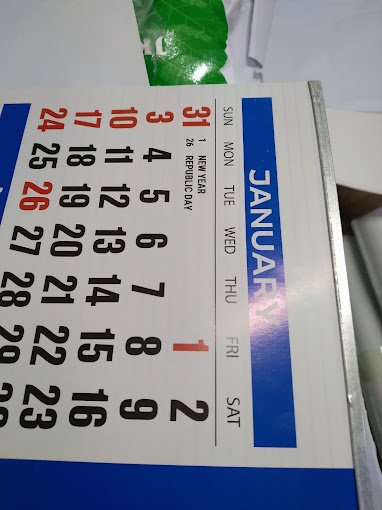 JANUARY
SUN MON TUE WED THU FRI SAT
31 1 NEW YEAR 1 2
26 REPUBLIC DAY
3 4 5 6 7 8 9
10 11 12 13 14 15 16
17 18 19 20 21 22 23
24 25 26 27 28 29